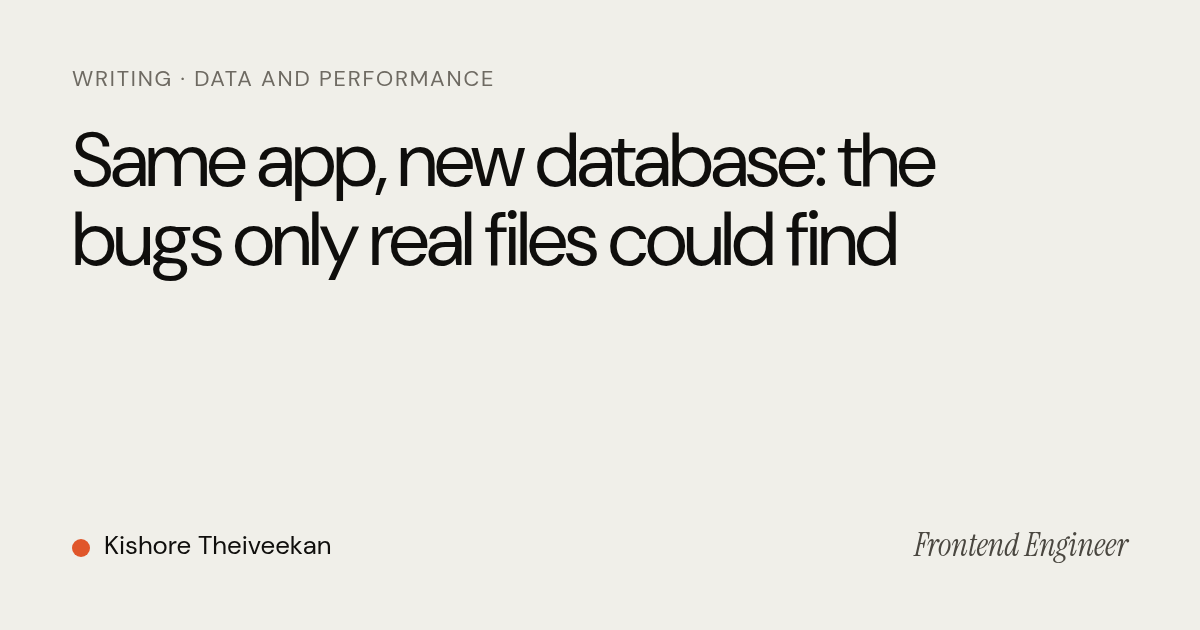 WRITING · DATA AND PERFORMANCE
Same app, new database: the
bugs only real files could find
Kishore Theiveekan
Frontend Engineer